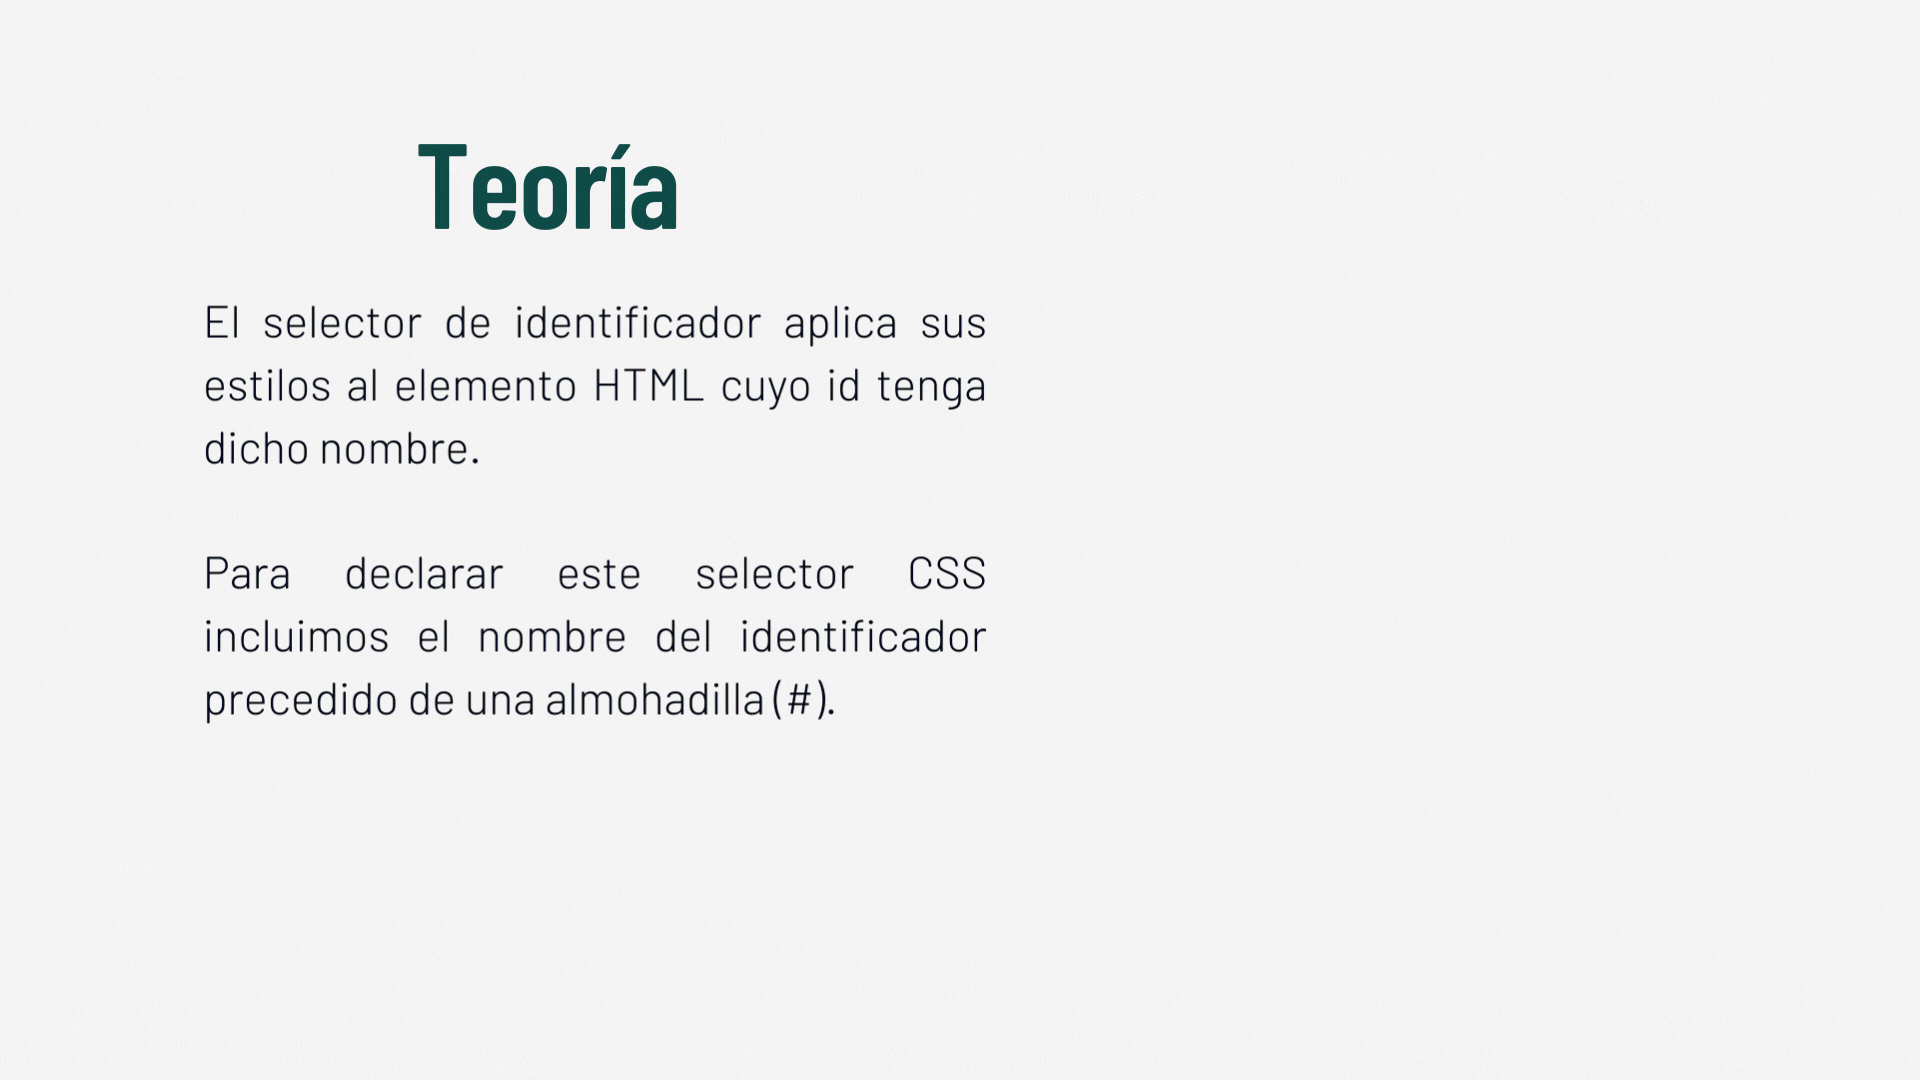 Teoría
El selector de identificador aplica sus
estilos al elemento HTML cuyo id tenga
dicho nombre.
Para declarar este selector CSS
incluimos el nombre del identificador
precedido de una almohadilla (#).